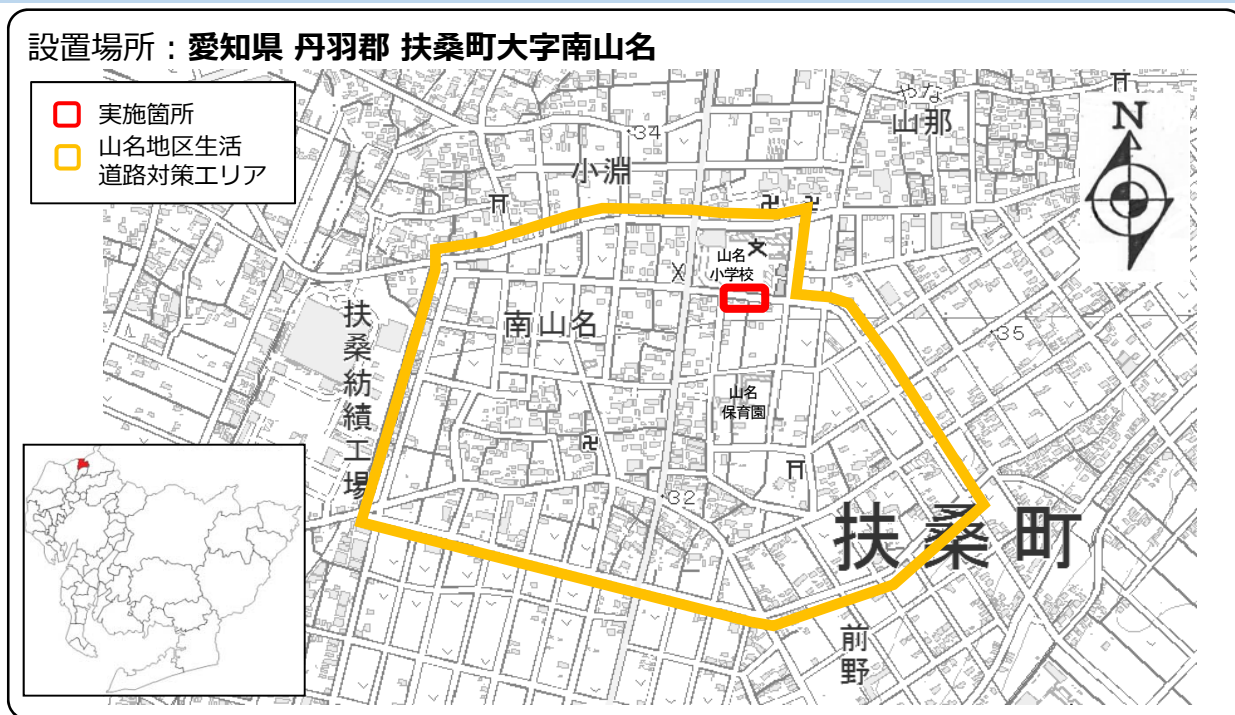 設置場所：愛知県 丹羽郡 扶桑町大字南山名
実施箇所
山名地区生活
道路対策エリア
やな
山那
N
・34
小淵
山名
小学校
文
南山名
・35
扶桑紡績工場
山名
保育園
・32
扶桑町
前野